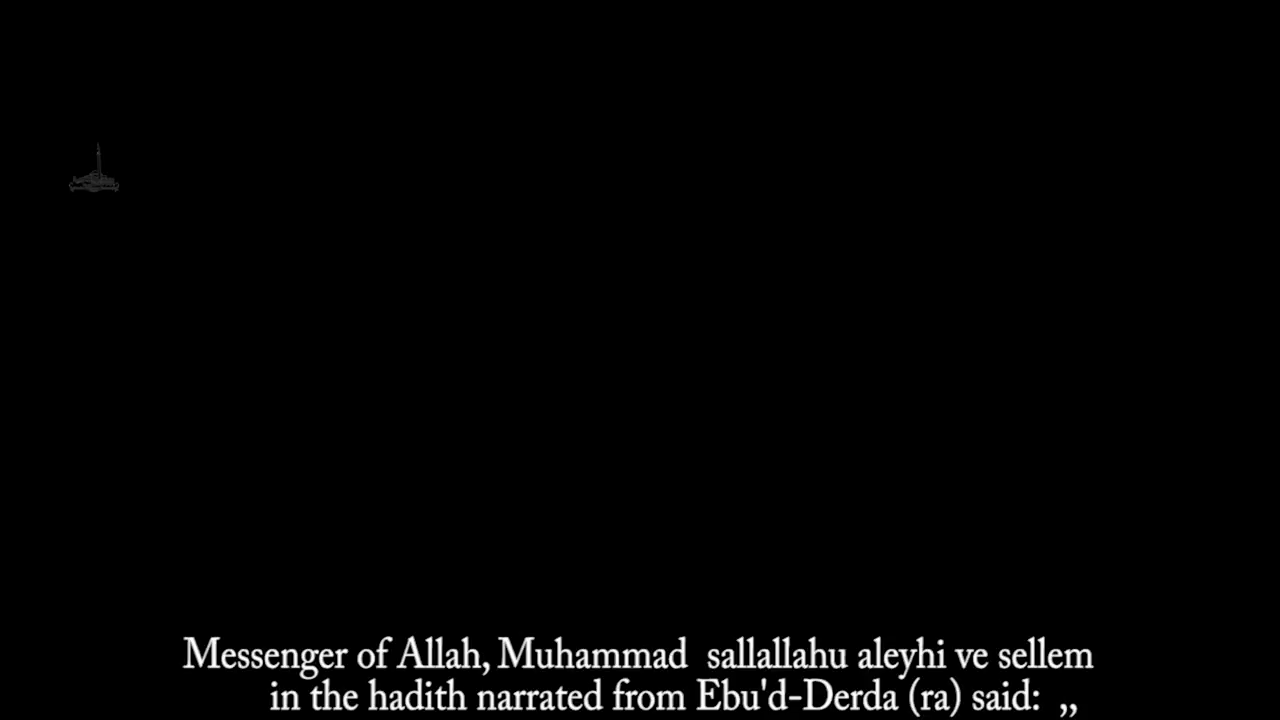 Messenger of Allah, Muhammad sallallahu aleyhi ve sellem
in the hadith narrated from Ebu'd-Derda (ra) said: ,,